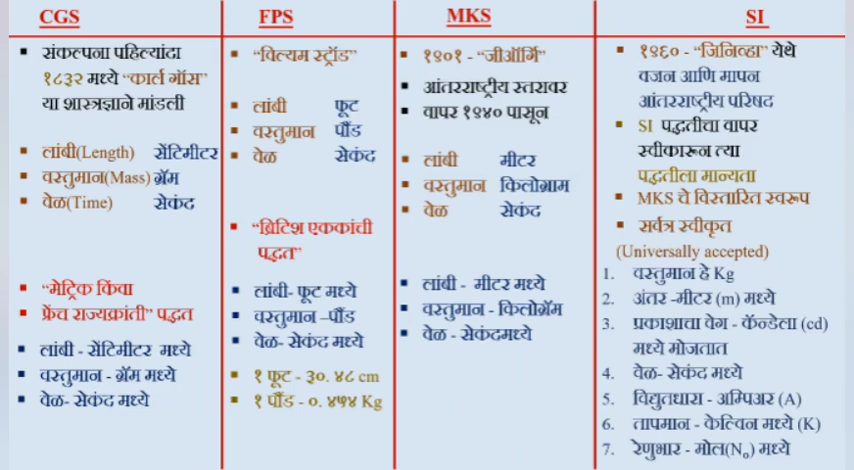 CGS
संकल्पना पहिल्यांदा
१८३२ मध्ये “कार्ल गॉस”
या शास्त्रज्ञाने मांडली
लांबी(Length) सेंटिमीटर
वस्तुमान(Mass) ग्रॅम
वेळ(Time) सेकंद
“मेट्रिक किंवा
फ्रेंच राज्यक्रांती” पद्धत
लांबी - सेंटिमीटर मध्ये
वस्तुमान - ग्रॅम मध्ये
वेळ- सेकंद मध्ये
FPS
“विल्यम स्ट्रॉड”
लांबी फूट
वस्तुमान पौंड
वेळ सेकंद
“ब्रिटिश एककांची
पद्धत”
लांबी- फूट मध्ये
वस्तुमान –पौंड
वेळ- सेकंद मध्ये
१ फूट - ३०. ४८ cm
१ पौंड - ०. ४५४ Kg
MKS
१९०१ - “जीऑर्गि”
आंतरराष्ट्रीय स्तरावर
वापर १९४० पासून
लांबी मीटर
वस्तुमान किलोग्राम
वेळ सेकंद
लांबी - मीटर मध्ये
वस्तुमान - किलोग्रॅम
वेळ - सेकंदमध्ये
SI
१९६० - “जिनिव्हा” येथे
वजन आणि मापन
आंतरराष्ट्रीय परिषद
SI पद्धतीचा वापर
स्वीकारून त्या
पद्धतीला मान्यता
MKS चे विस्तारित स्वरूप
सर्वत्र स्वीकृत
(Universally accepted)
1. वस्तुमान हे Kg
2. अंतर -मीटर (m) मध्ये
3. प्रकाशाचा वेग - कॅन्डेला (cd)
मध्ये मोजतात
4. वेळ- सेकंद मध्ये
5. विद्युतधारा - अम्पिअर (A)
6. तापमान - केल्विन मध्ये (K)
7. रेणुभार - मोल(N₀) मध्ये